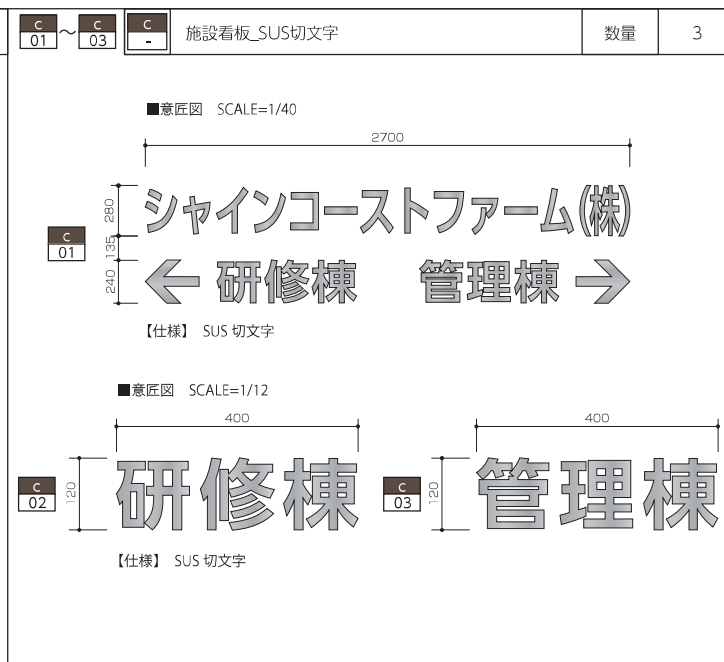 C 01 ～ C 03 C - 施設看板_SUS切文字 数量 3
■意匠図 SCALE=1/40
2700
280
シャインコーストファーム(株)
C 01
135
240
← 研修棟 管理棟 →
【仕様】 SUS 切文字
■意匠図 SCALE=1/12
400
400
C 02
120
研修棟
C 03
120
管理棟
【仕様】 SUS 切文字